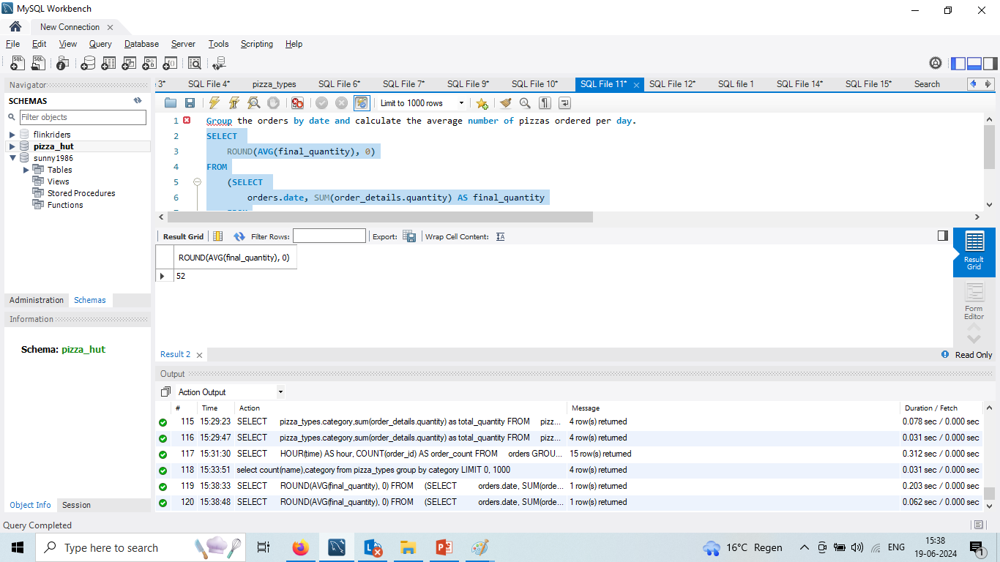 MySQL Workbench
New Connection
File Edit View Query Database Server Tools Scripting Help
Navigator
SCHEMAS
Filter objects
flinkriders
pizza_hut
sunny1986
Tables
Views
Stored Procedures
Functions
Administration Schemas
Information
Schema: pizza_hut
Object Info Session
3* SQL File 4* pizza_types SQL File 6* SQL File 7* SQL File 9* SQL File 10* SQL File 11* SQL File 12* SQL file 1 SQL File 14* SQL File 15* Search
Limit to 1000 rows
1 Group the orders by date and calculate the average number of pizzas ordered per day.
2 SELECT
3 ROUND(AVG(final_quantity), 0)
4 FROM
5 (SELECT
6 orders.date, SUM(order_details.quantity) AS final_quantity
Result Grid Filter Rows: Export: Wrap Cell Content:
ROUND(AVG(final_quantity), 0)
52
Result Grid
Form Editor
Result 2
Read Only
Output
Action Output
# Time Action Message Duration / Fetch
115 15:29:23 SELECT pizza_types.category,sum(order_details.quantity) as total_quantity FROM pizz... 4 row(s) returned 0.078 sec / 0.000 sec
116 15:29:47 SELECT pizza_types.category,sum(order_details.quantity) as total_quantity FROM pizz... 4 row(s) returned 0.031 sec / 0.000 sec
117 15:31:30 SELECT HOUR(time) AS hour, COUNT(order_id) AS order_count FROM orders GROU... 15 row(s) returned 0.312 sec / 0.000 sec
118 15:33:51 select count(name),category from pizza_types group by category LIMIT 0, 1000 4 row(s) returned 0.031 sec / 0.000 sec
119 15:38:33 SELECT ROUND(AVG(final_quantity), 0) FROM (SELECT orders.date, SUM(orde... 1 row(s) returned 0.203 sec / 0.000 sec
120 15:38:48 SELECT ROUND(AVG(final_quantity), 0) FROM (SELECT orders.date, SUM(orde... 1 row(s) returned 0.062 sec / 0.000 sec
Query Completed
Type here to search
16°C Regen
ENG
15:38
19-06-2024
1